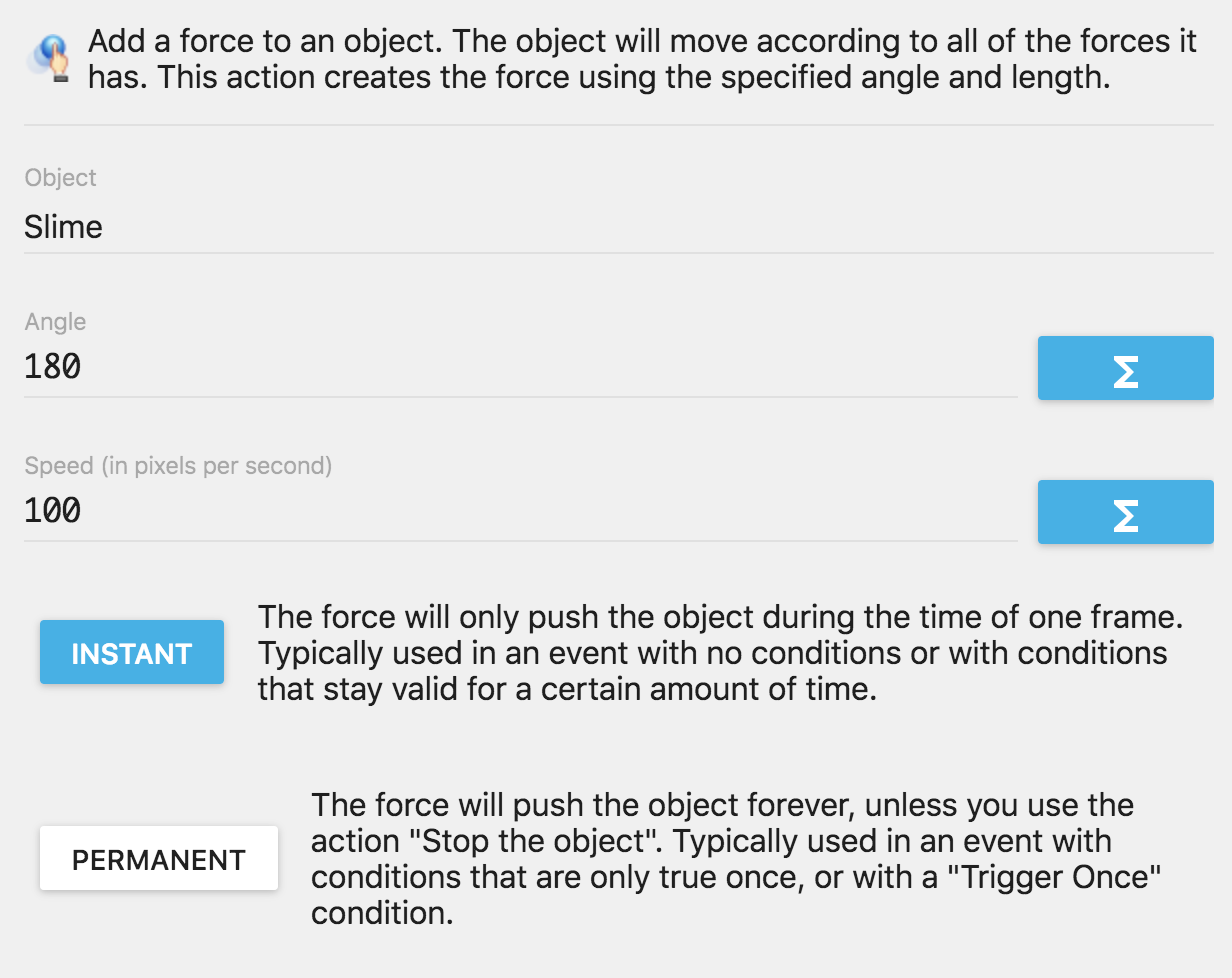 Add a force to an object. The object will move according to all of the forces it
has. This action creates the force using the specified angle and length.
Object
Slime
Angle
180
Σ
Speed (in pixels per second)
100
Σ
The force will only push the object during the time of one frame.
INSTANT
Typically used in an event with no conditions or with conditions
that stay valid for a certain amount of time.
The force will push the object forever, unless you use the
action "Stop the object". Typically used in an event with
PERMANENT
conditions that are only true once, or with a "Trigger Once"
condition.